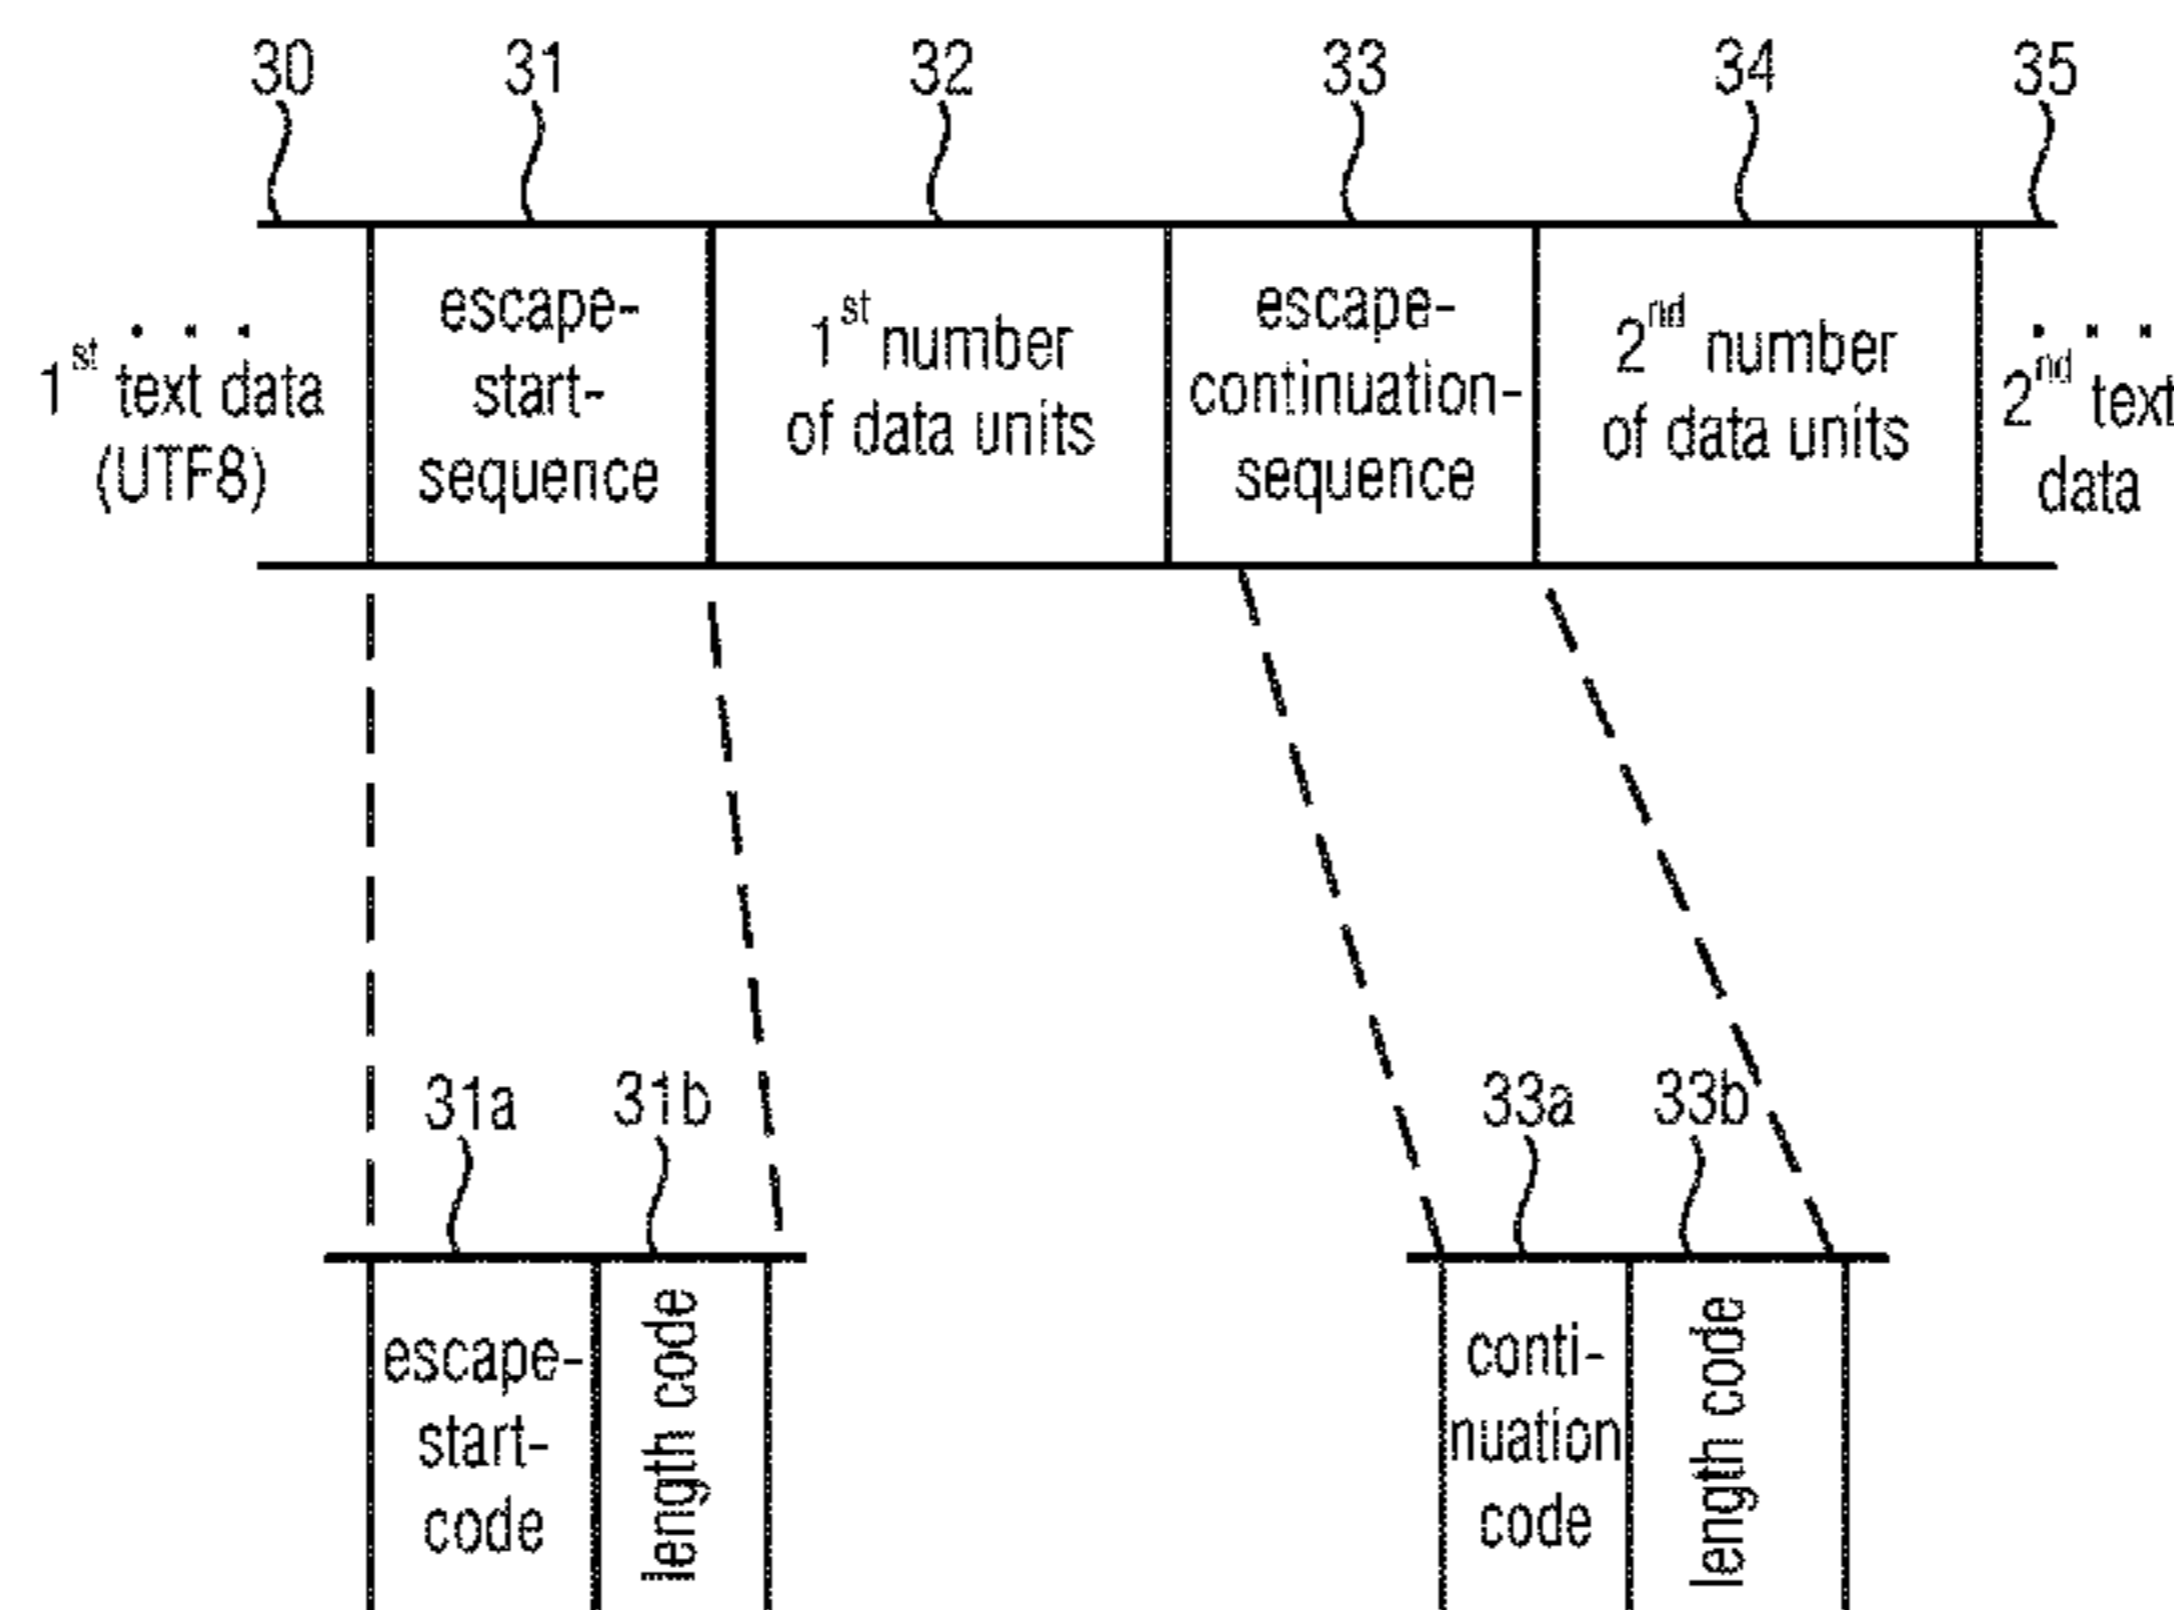 30 31 32 33 34 35
. . .
1st text data
(UTF8)
escape-
start-
sequence
1st number
of data units
escape-
continuation-
sequence
2nd number
of data units
. . .
2nd text
data
31a 31b 33a 33b
escape-
start-
code
length code
conti-
nuation
code
length code